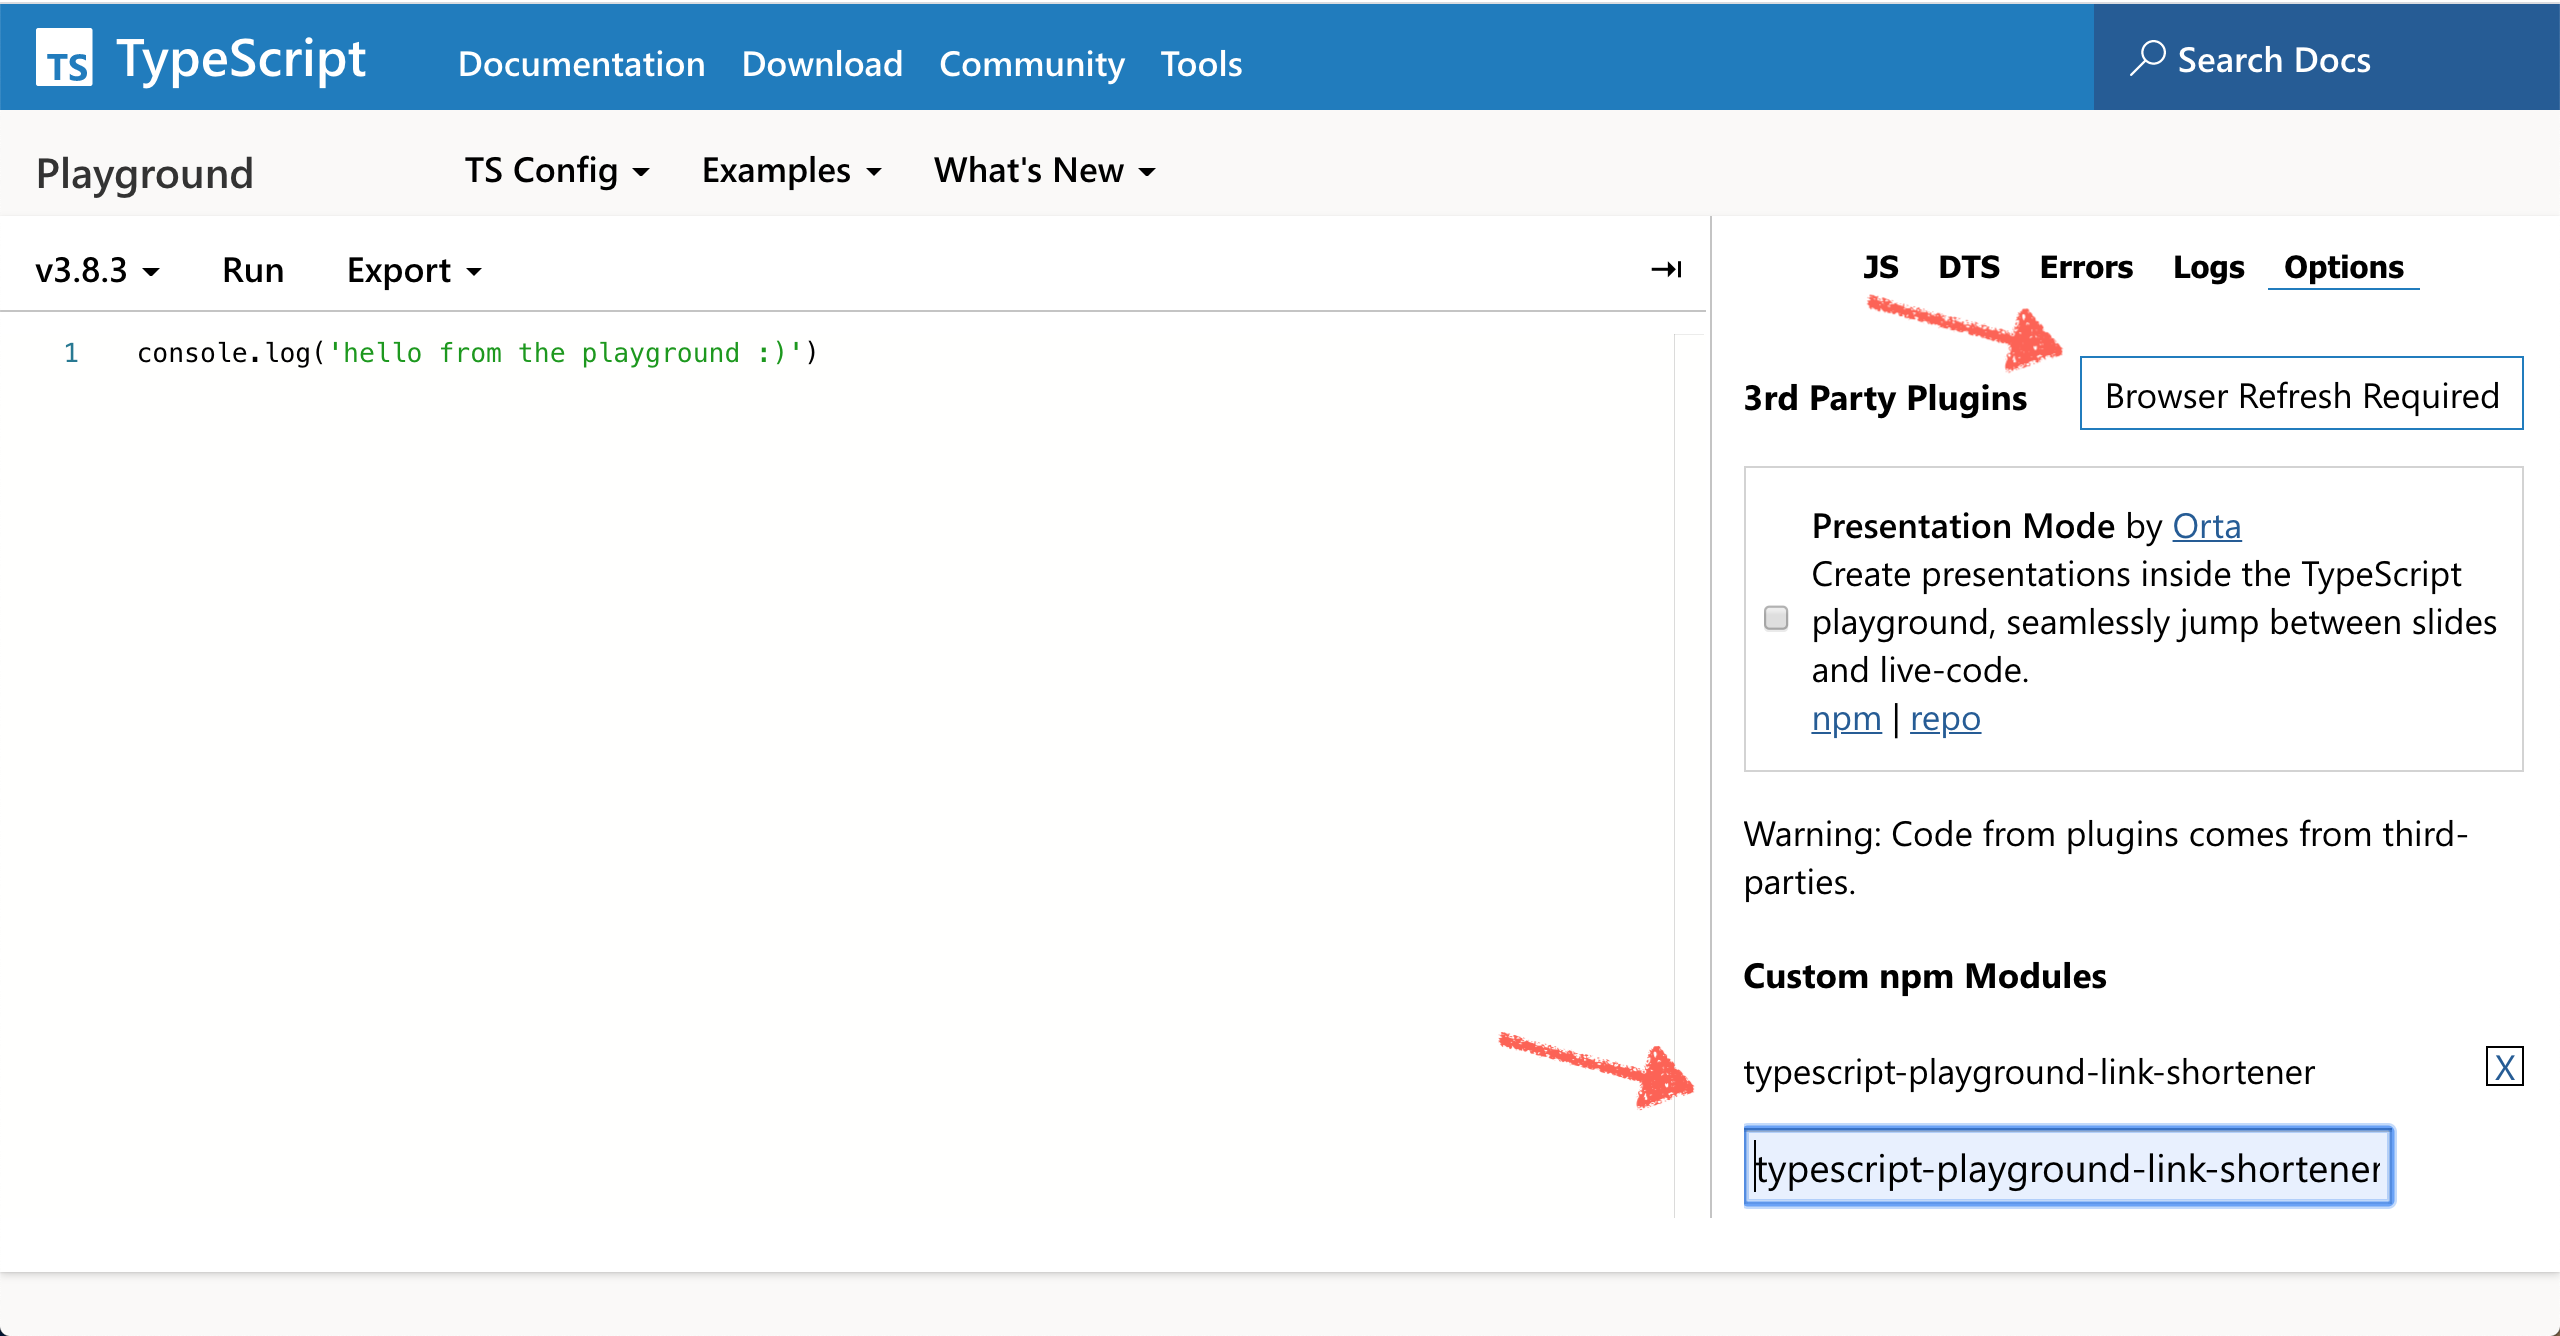 TS TypeScript
Documentation Download Community Tools
Search Docs
Playground
TS Config Examples What's New
v3.8.3 Run Export
1 console.log('hello from the playground :)')
JS DTS Errors Logs Options
3rd Party Plugins
Browser Refresh Required
Presentation Mode by Orta
Create presentations inside the TypeScript
playground, seamlessly jump between slides
and live-code.
npm | repo
Warning: Code from plugins comes from third-
parties.
Custom npm Modules
typescript-playground-link-shortener
X
typescript-playground-link-shortener